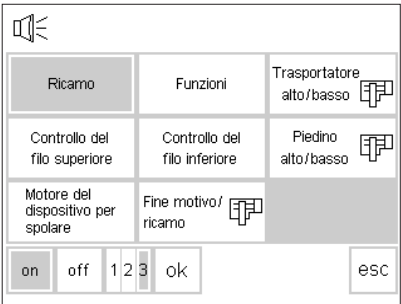 Ricamo
Funzioni
Trasportatore
alto/basso
Controllo del
filo superiore
Controllo del
filo inferiore
Piedino
alto/basso
Motore del
dispositivo per
spolare
Fine motivo/
ricamo
on off 1 2 3 ok esc